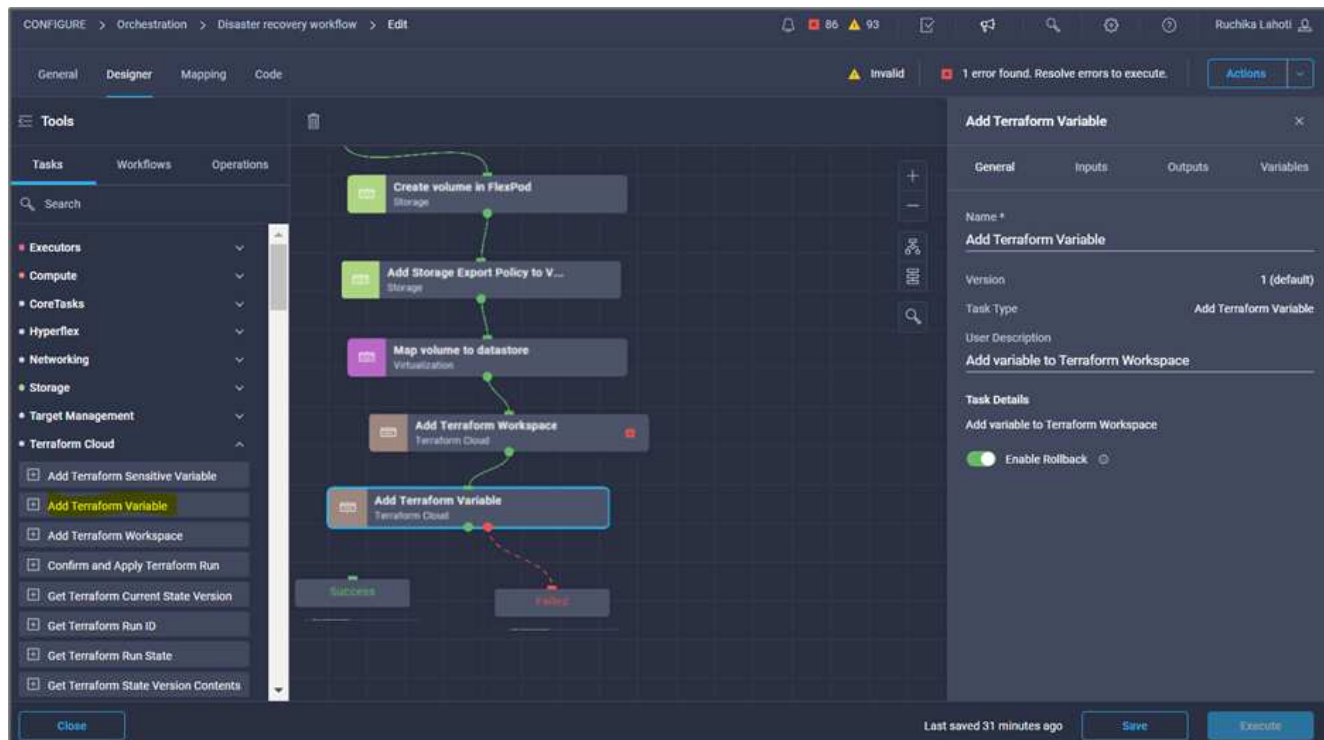 CONFIGURE > Orchestration > Disaster recovery workflow > Edit
86 93
Ruchika Lahoti
General Designer Mapping Code
Invalid 1 error found. Resolve errors to execute. Actions
Tools
Tasks Workflows Operations
Search
Executors
Compute
CoreTasks
Hyperflex
Networking
Storage
Target Management
Terraform Cloud
Add Terraform Sensitive Variable
Add Terraform Variable
Add Terraform Workspace
Confirm and Apply Terraform Run
Get Terraform Current State Version
Get Terraform Run ID
Get Terraform Run State
Get Terraform State Version Contents
Create volume in FlexPod
Storage
Add Storage Export Policy to V...
Storage
Map volume to datastore
Virtualization
Add Terraform Workspace
Terraform Cloud
Add Terraform Variable
Terraform Cloud
Success
Failed
Add Terraform Variable
General Inputs Outputs Variables
Name *
Add Terraform Variable
Version 1 (default)
Task Type Add Terraform Variable
User Description
Add variable to Terraform Workspace
Task Details
Add variable to Terraform Workspace
Enable Rollback
Close
Last saved 31 minutes ago Save Execute